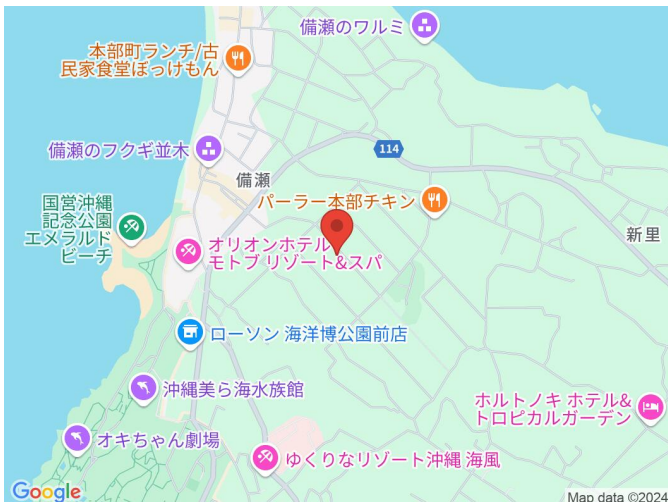 備瀬のワルミ
本部町ランチ/古
民家食堂ぼっけもん
114
備瀬のフクギ並木
備瀬
パーラー本部チキン
国営沖縄
記念公園
エメラルド
ビーチ
新里
オリオンホテル
モトブ リゾート&スパ
ローソン 海洋博公園前店
沖縄美ら海水族館
ホルトノキ ホテル&
トロピカルガーデン
オキちゃん劇場
ゆくりなリゾート沖縄 海風
Google
Map data ©2024